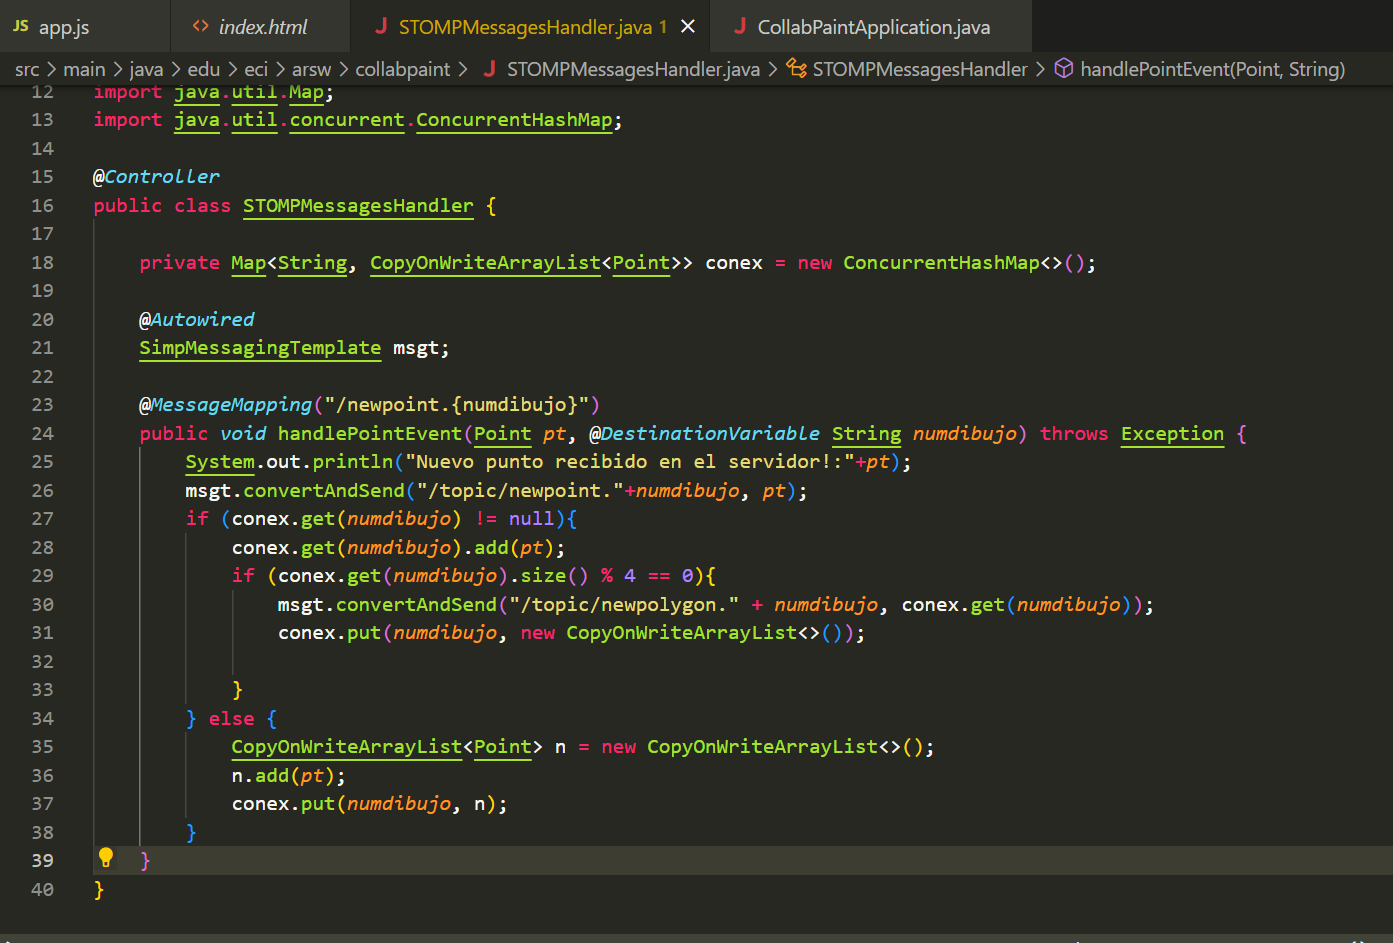 JS app.js <> index.html J STOMPMessagesHandler.java 1 × J CollabPaintApplication.java
src > main > java > edu > eci > arsw > collabpaint > J STOMPMessagesHandler.java > STOMPMessagesHandler > handlePointEvent(Point, String)
12 import java.util.Map;
13 import java.util.concurrent.ConcurrentHashMap;
14
15 @Controller
16 public class STOMPMessagesHandler {
17
18     private Map<String, CopyOnWriteArrayList<Point>> conex = new ConcurrentHashMap<>();
19
20     @Autowired
21     SimpMessagingTemplate msgt;
22
23     @MessageMapping("/newpoint.{numdibujo}")
24     public void handlePointEvent(Point pt, @DestinationVariable String numdibujo) throws Exception {
25         System.out.println("Nuevo punto recibido en el servidor!:"+pt);
26         msgt.convertAndSend("/topic/newpoint."+numdibujo, pt);
27         if (conex.get(numdibujo) != null){
28             conex.get(numdibujo).add(pt);
29             if (conex.get(numdibujo).size() % 4 == 0){
30                 msgt.convertAndSend("/topic/newpolygon." + numdibujo, conex.get(numdibujo));
31                 conex.put(numdibujo, new CopyOnWriteArrayList<>());
32
33             }
34         } else {
35             CopyOnWriteArrayList<Point> n = new CopyOnWriteArrayList<>();
36             n.add(pt);
37             conex.put(numdibujo, n);
38         }
39     }
40 }